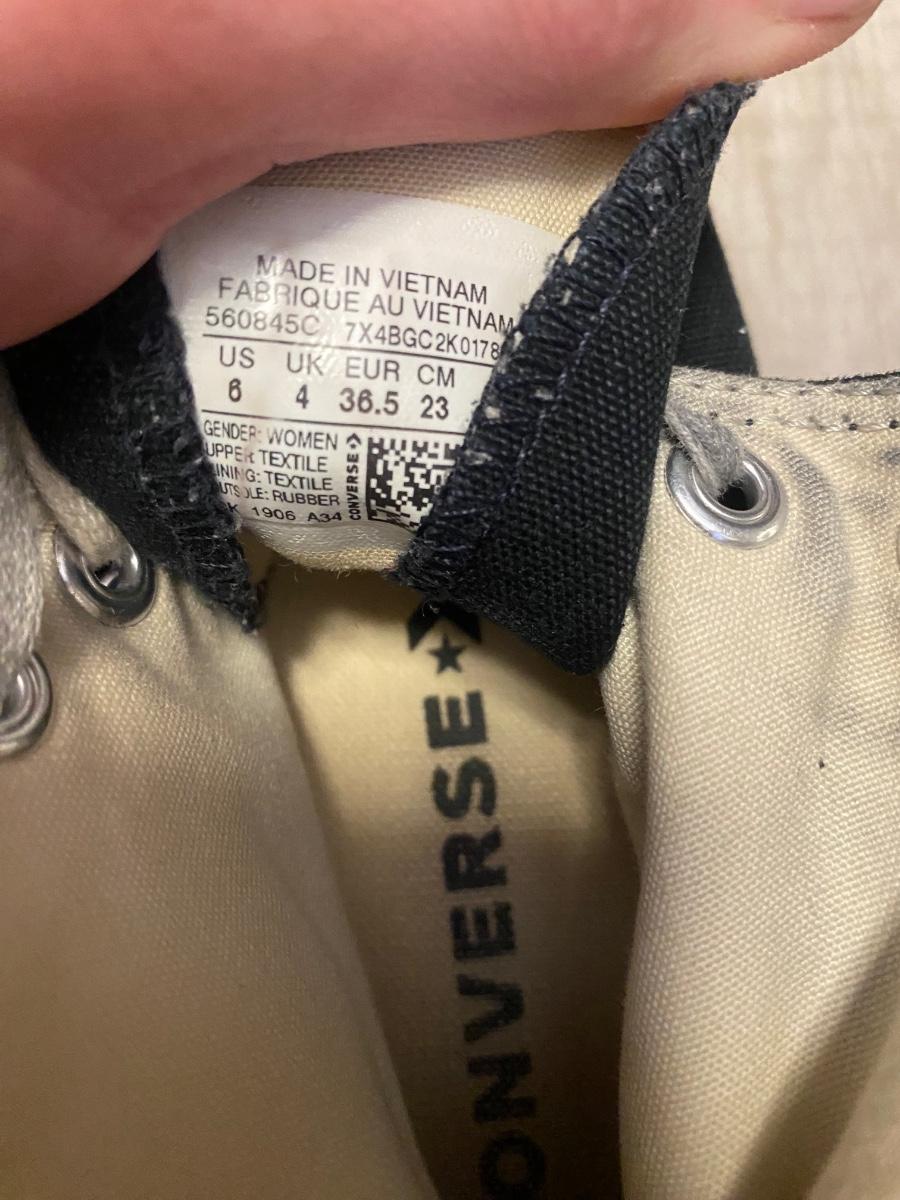 MADE IN VIETNAM
FABRIQUE AU VIETNAM
560845C 7X4BGC2K0178
US UK EUR CM
6 4 36.5 23
GENDER: WOMEN
UPPER: TEXTILE
LINING: TEXTILE
OUTSOLE: RUBBER
K 1906 A34
CONVERSE
ONVERSE